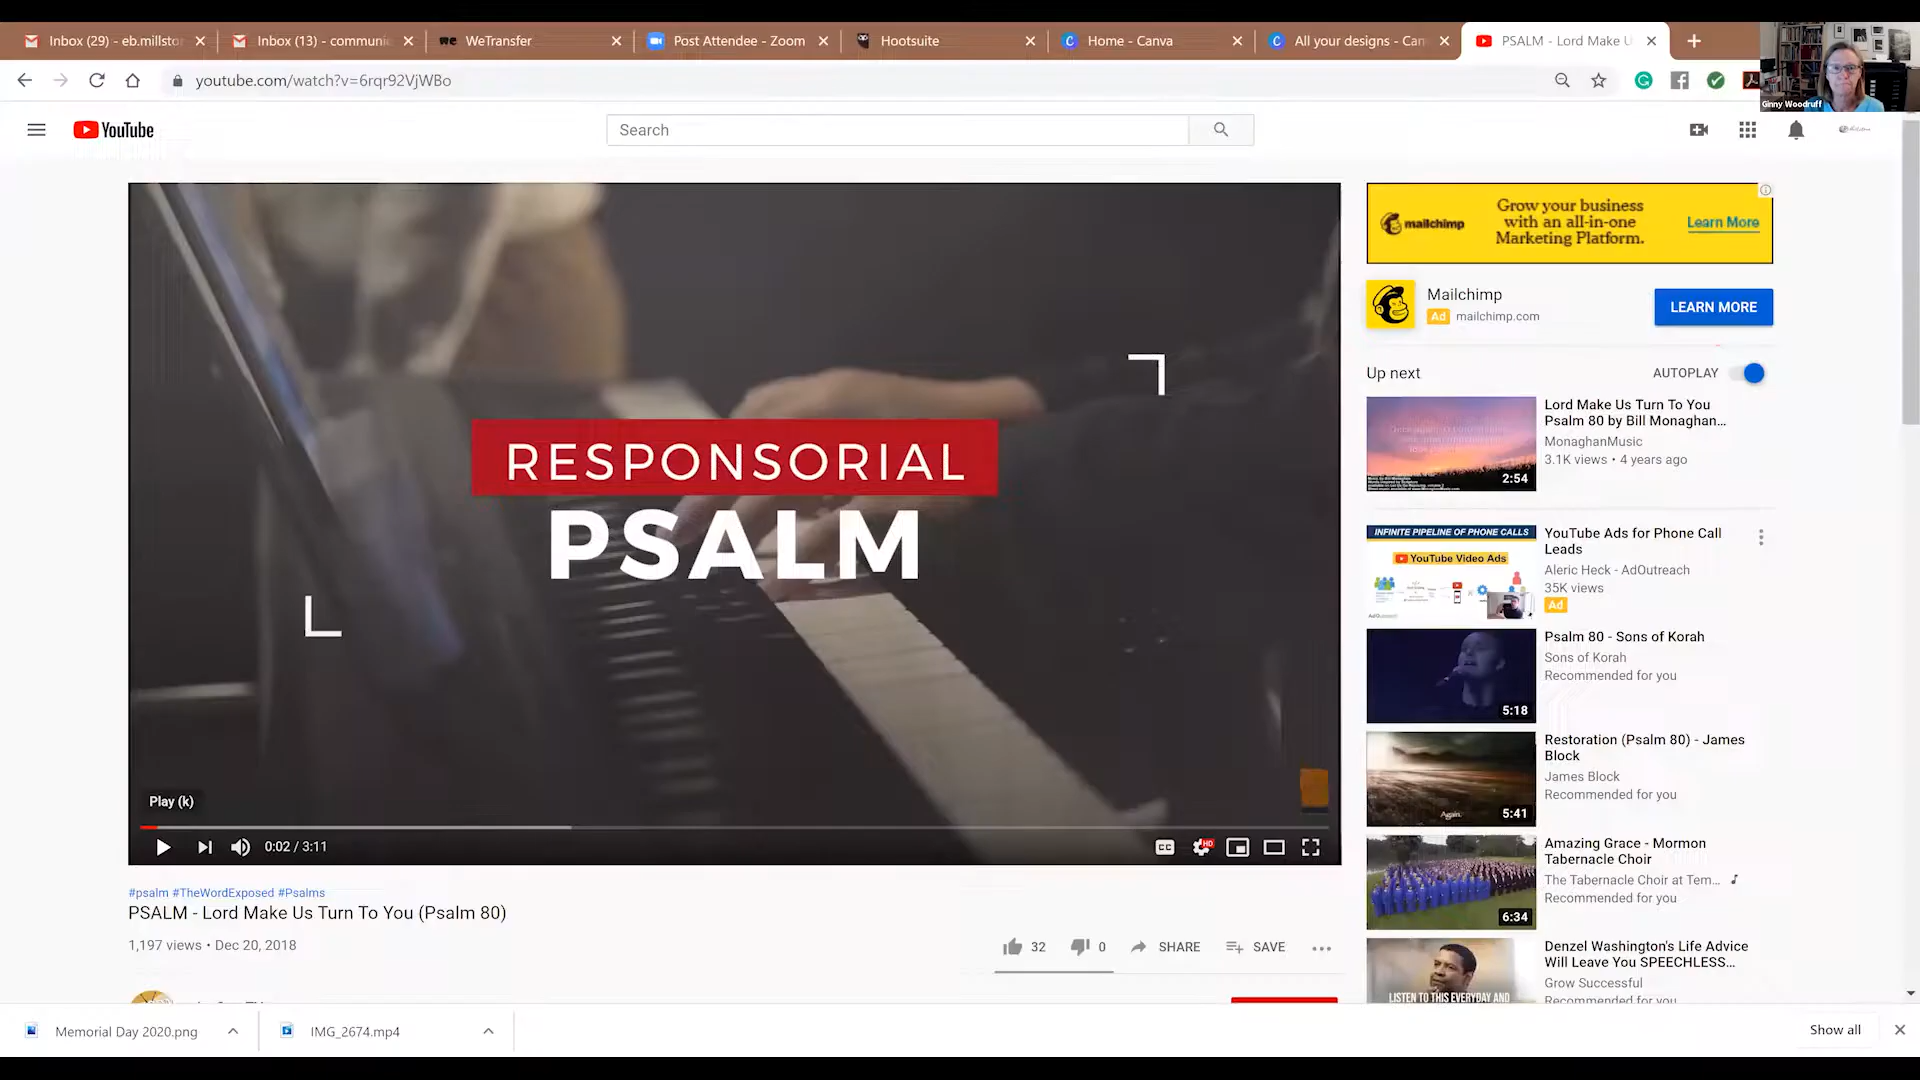 Inbox (29) - eb.millsto
Inbox (13) - communic
WeTransfer
Post Attendee - Zoom
Hootsuite
Home - Canva
All your designs - Can
PSALM - Lord Make U
youtube.com/watch?v=6rqr92VjWBo
Ginny Woodruff
YouTube
Search
RESPONSORIAL
PSALM
Play (k)
0:02 / 3:11
CC
HD
#psalm #TheWordExposed #Psalms
PSALM - Lord Make Us Turn To You (Psalm 80)
1,197 views • Dec 20, 2018
32
0
SHARE
SAVE
mailchimp
Grow your business
with an all-in-one
Marketing Platform.
Learn More
Mailchimp
Ad mailchimp.com
LEARN MORE
Up next
AUTOPLAY
Lord Make Us Turn To You
Psalm 80 by Bill Monaghan...
MonaghanMusic
3.1K views • 4 years ago
2:54
INFINITE PIPELINE OF PHONE CALLS
YouTube Video Ads
YouTube Ads for Phone Call
Leads
Aleric Heck - AdOutreach
35K views
Ad
Psalm 80 - Sons of Korah
Sons of Korah
Recommended for you
5:18
Restoration (Psalm 80) - James
Block
James Block
Recommended for you
Again.
5:41
Amazing Grace - Mormon
Tabernacle Choir
The Tabernacle Choir at Tem...
Recommended for you
6:34
Denzel Washington's Life Advice
Will Leave You SPEECHLESS...
Grow Successful
Recommended for you
LISTEN TO THIS EVERYDAY AND
Memorial Day 2020.png
IMG_2674.mp4
Show all